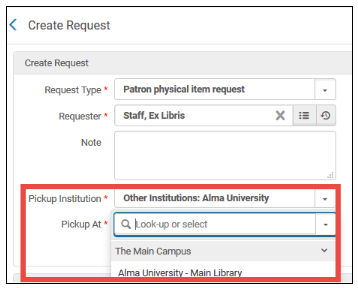 Create Request
Create Request
Request Type * Patron physical item request
Requester * Staff, Ex Libris
Note
Pickup Institution * Other Institutions: Alma University
Pickup At * Look-up or select
The Main Campus
Alma University - Main Library